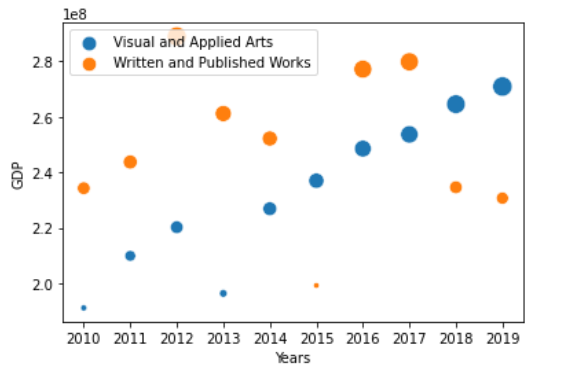 1e8
Visual and Applied Arts
Written and Published Works
2.8
2.6
2.4
2.2
2.0
GDP
2010 2011 2012 2013 2014 2015 2016 2017 2018 2019
Years